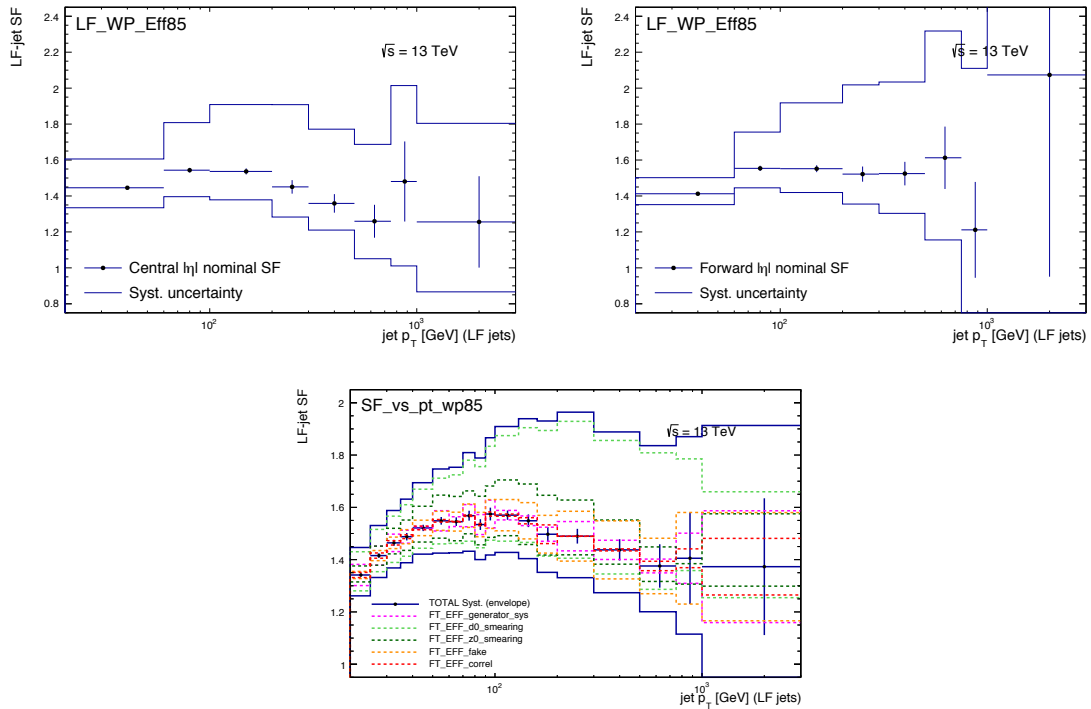 LF-jet SF
2.4
2.2
2
1.8
1.6
1.4
1.2
1
0.8
LF_WP_Eff85
√s = 13 TeV
Central |η| nominal SF
Syst. uncertainty
10² 10³
jet p_T [GeV] (LF jets)
LF-jet SF
2.4
2.2
2
1.8
1.6
1.4
1.2
1
0.8
LF_WP_Eff85
√s = 13 TeV
Forward |η| nominal SF
Syst. uncertainty
10² 10³
jet p_T [GeV] (LF jets)
LF-jet SF
2
1.8
1.6
1.4
1.2
1
SF_vs_pt_wp85
√s = 13 TeV
TOTAL Syst. (envelope)
FT_EFF_generator_sys
FT_EFF_d0_smearing
FT_EFF_z0_smearing
FT_EFF_fake
FT_EFF_correl
10² 10³
jet p_T [GeV] (LF jets)